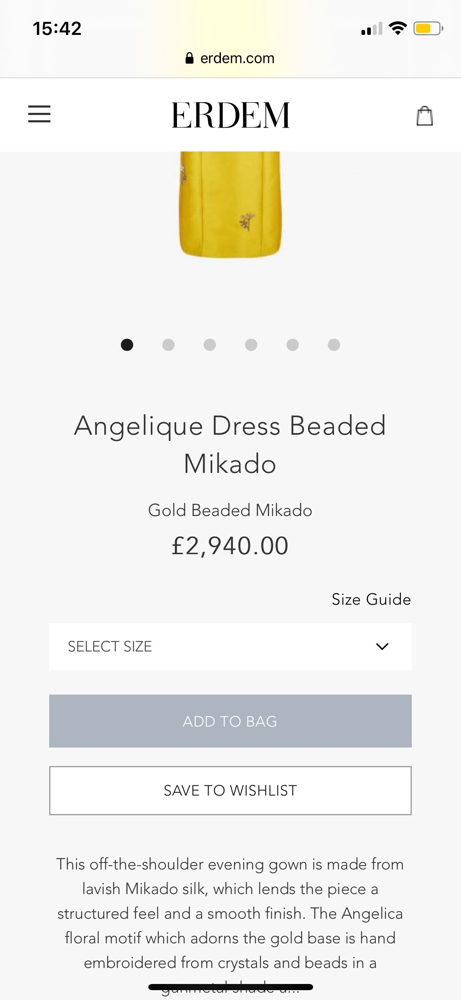 15:42
erdem.com
ERDEM
Angelique Dress Beaded
Mikado
Gold Beaded Mikado
£2,940.00
Size Guide
SELECT SIZE
ADD TO BAG
SAVE TO WISHLIST
This off-the-shoulder evening gown is made from
lavish Mikado silk, which lends the piece a
structured feel and a smooth finish. The Angelica
floral motif which adorns the gold base is hand
embroidered from crystals and beads in a
gunmetal shade a...